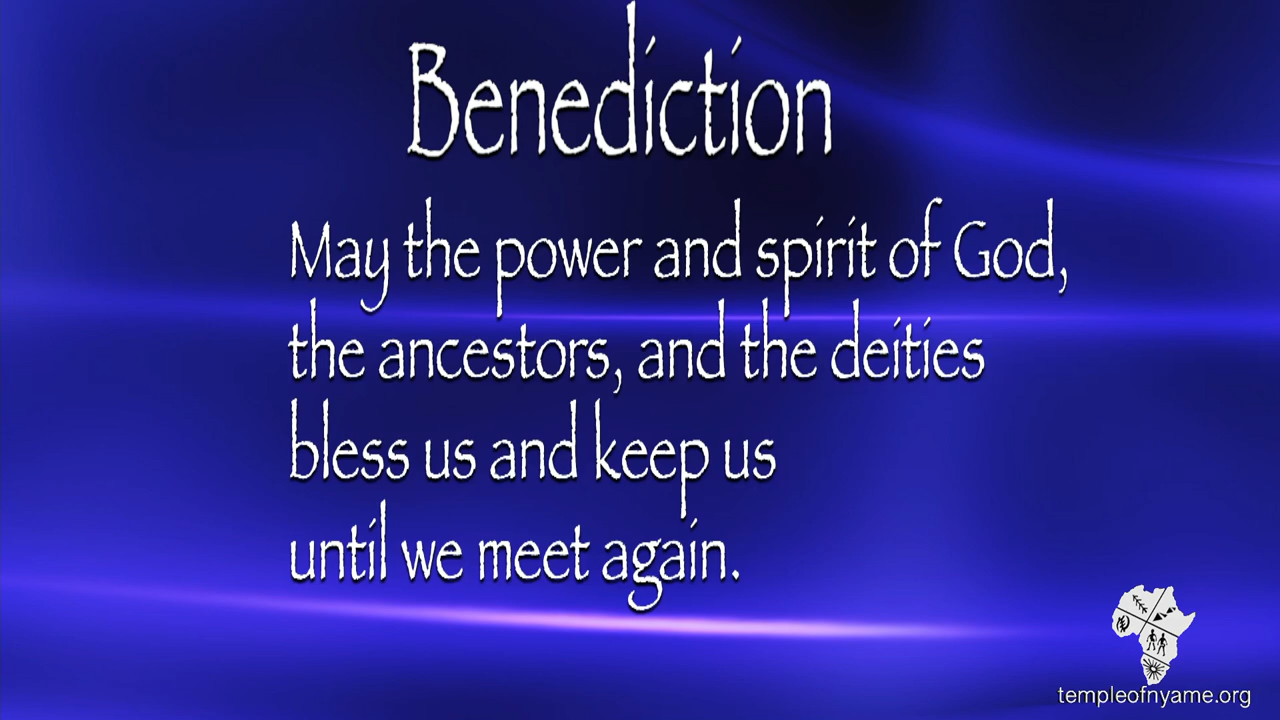 Benediction
May the power and spirit of God,
the ancestors, and the deities
bless us and keep us
until we meet again.
templeofnyame.org